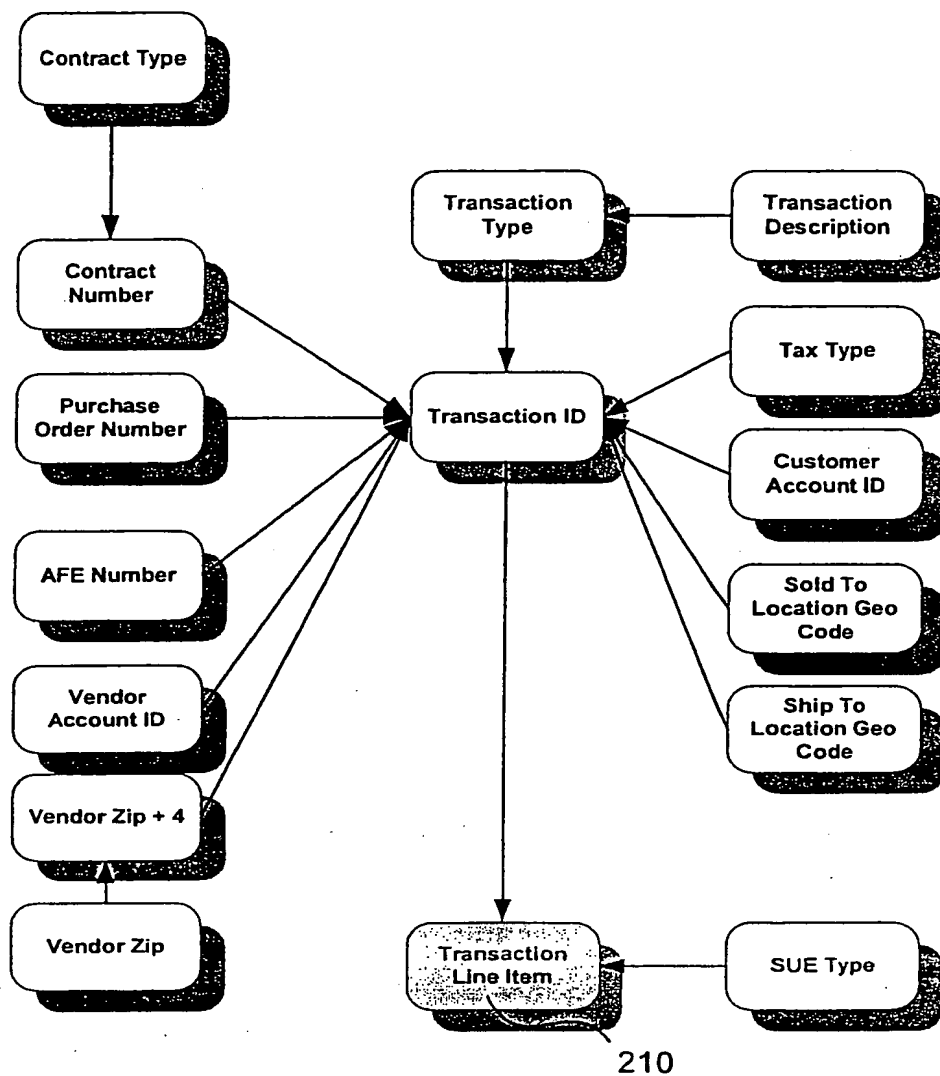 Contract Type
Contract
Number
Purchase
Order Number
AFE Number
Vendor
Account ID
Vendor Zip + 4
Vendor Zip
Transaction
Type
Transaction ID
Transaction
Line Item
210
Transaction
Description
Tax Type
Customer
Account ID
Sold To
Location Geo
Code
Ship To
Location Geo
Code
SUE Type